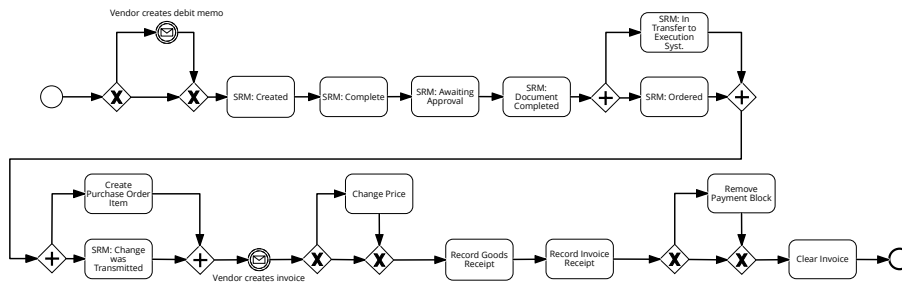 Vendor creates debit memo
SRM: In
Transfer to
Execution
Syst.
SRM: Created
SRM: Complete
SRM: Awaiting
Approval
SRM:
Document
Completed
SRM: Ordered
Create
Purchase Order
Item
Change Price
Remove
Payment Block
SRM: Change
was
Transmitted
Vendor creates invoice
Record Goods
Receipt
Record Invoice
Receipt
Clear Invoice